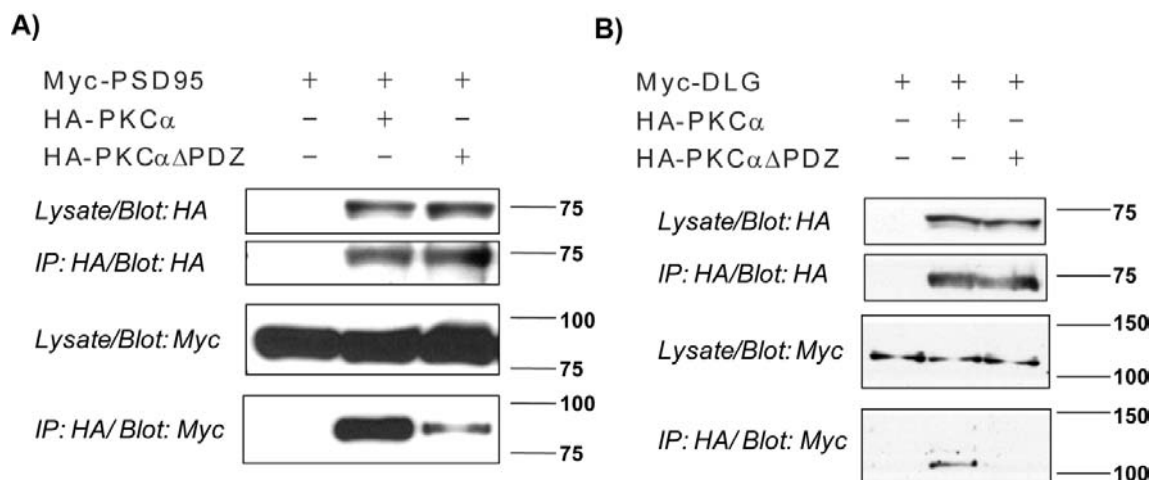 A)
Myc-PSD95 + + +
HA-PKCα – + –
HA-PKCαΔPDZ – – +
Lysate/Blot: HA 75
IP: HA/Blot: HA 75
Lysate/Blot: Myc 100
75
IP: HA/ Blot: Myc 100
75
B)
Myc-DLG + + +
HA-PKCα – + –
HA-PKCαΔPDZ – – +
Lysate/Blot: HA 75
IP: HA/Blot: HA 75
Lysate/Blot: Myc 150
100
IP: HA/ Blot: Myc 150
100